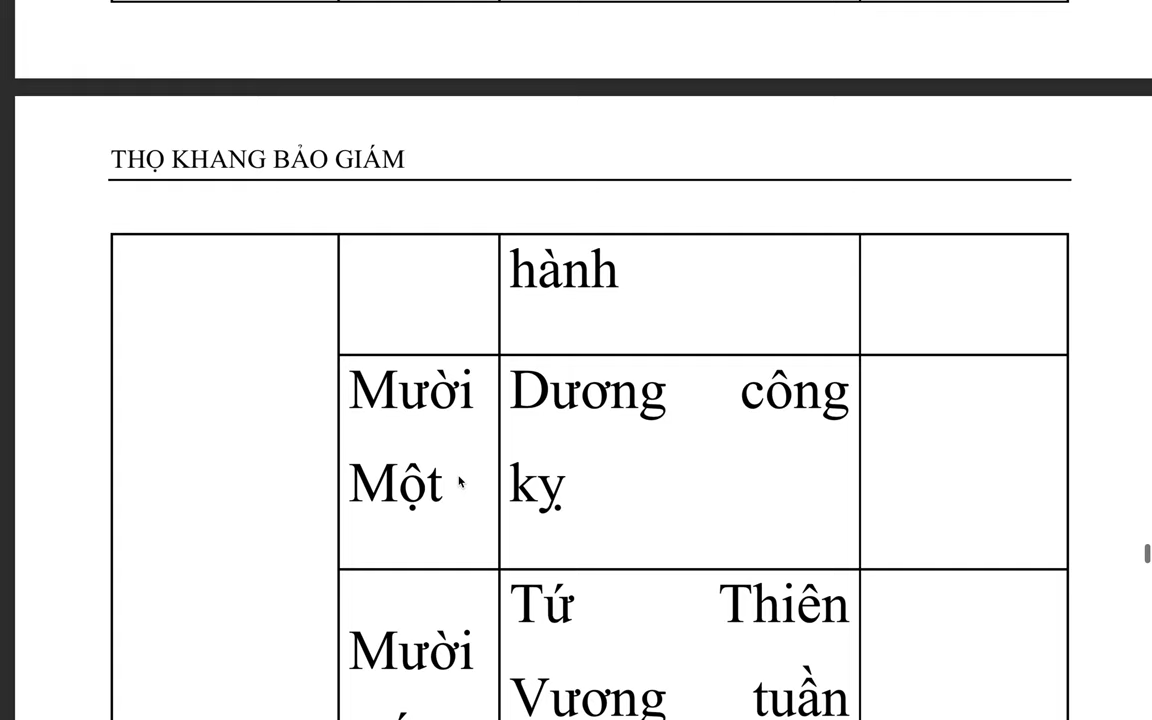 THỌ KHANG BẢO GIÁM
hành
Mười
Một
Dương công
kỵ
Mười
Tứ Thiên
Vương tuần